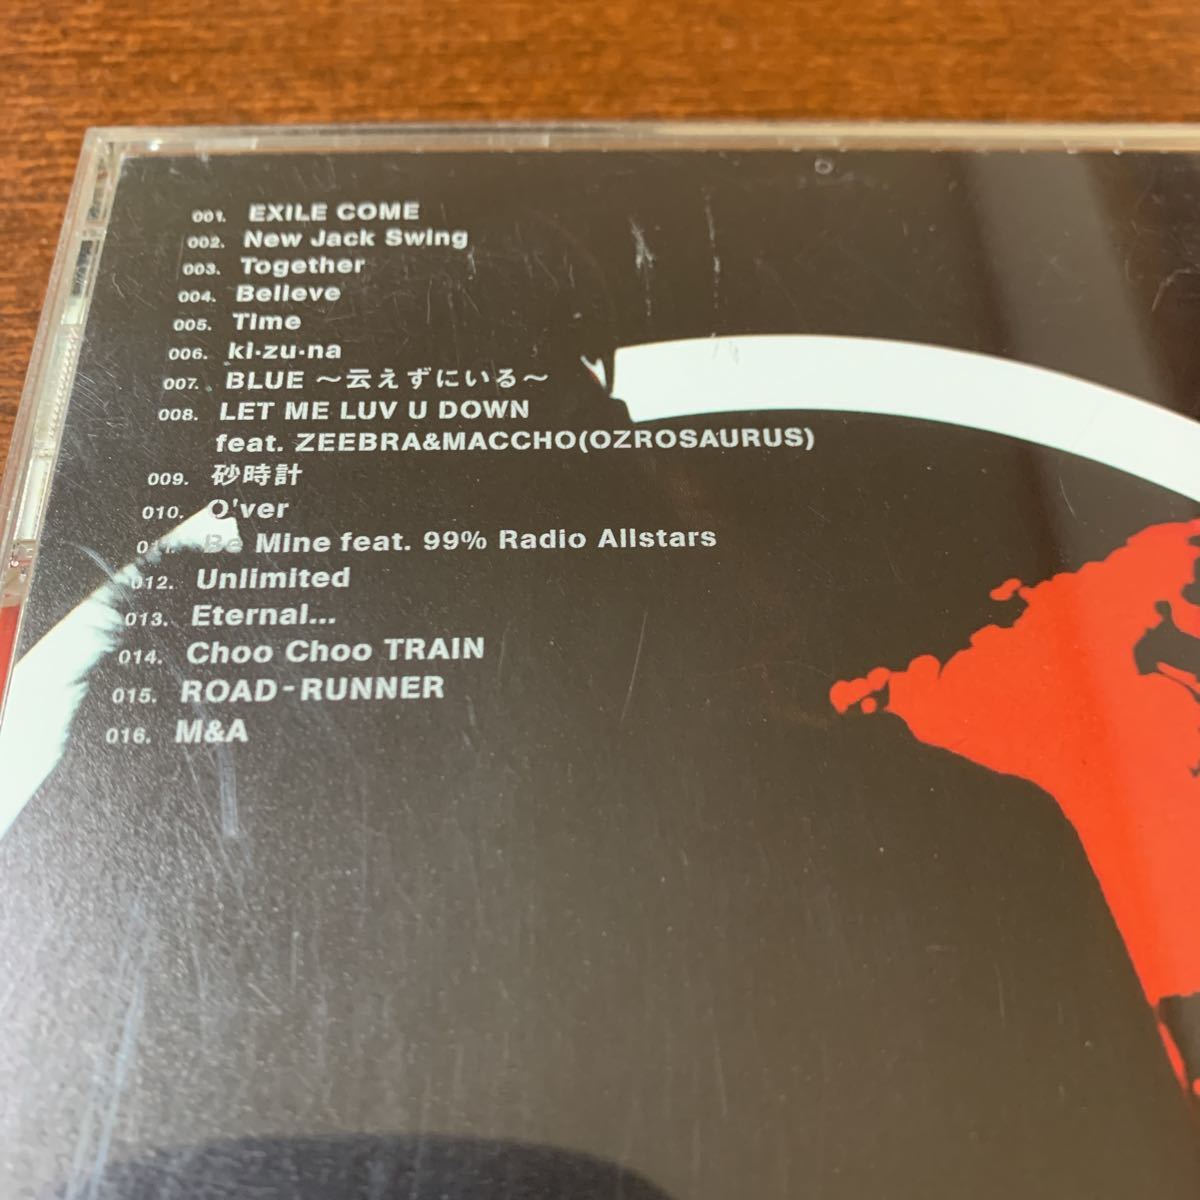 001. EXILE COME
002. New Jack Swing
003. Together
004. Believe
005. Time
006. ki·zu·na
007. BLUE ～云えずにいる～
008. LET ME LUV U DOWN
feat. ZEEBRA&MACCHO(OZROSAURUS)
009. 砂時計
010. O'ver
011. Be Mine feat. 99% Radio Allstars
012. Unlimited
013. Eternal...
014. Choo Choo TRAIN
015. ROAD-RUNNER
016. M&A